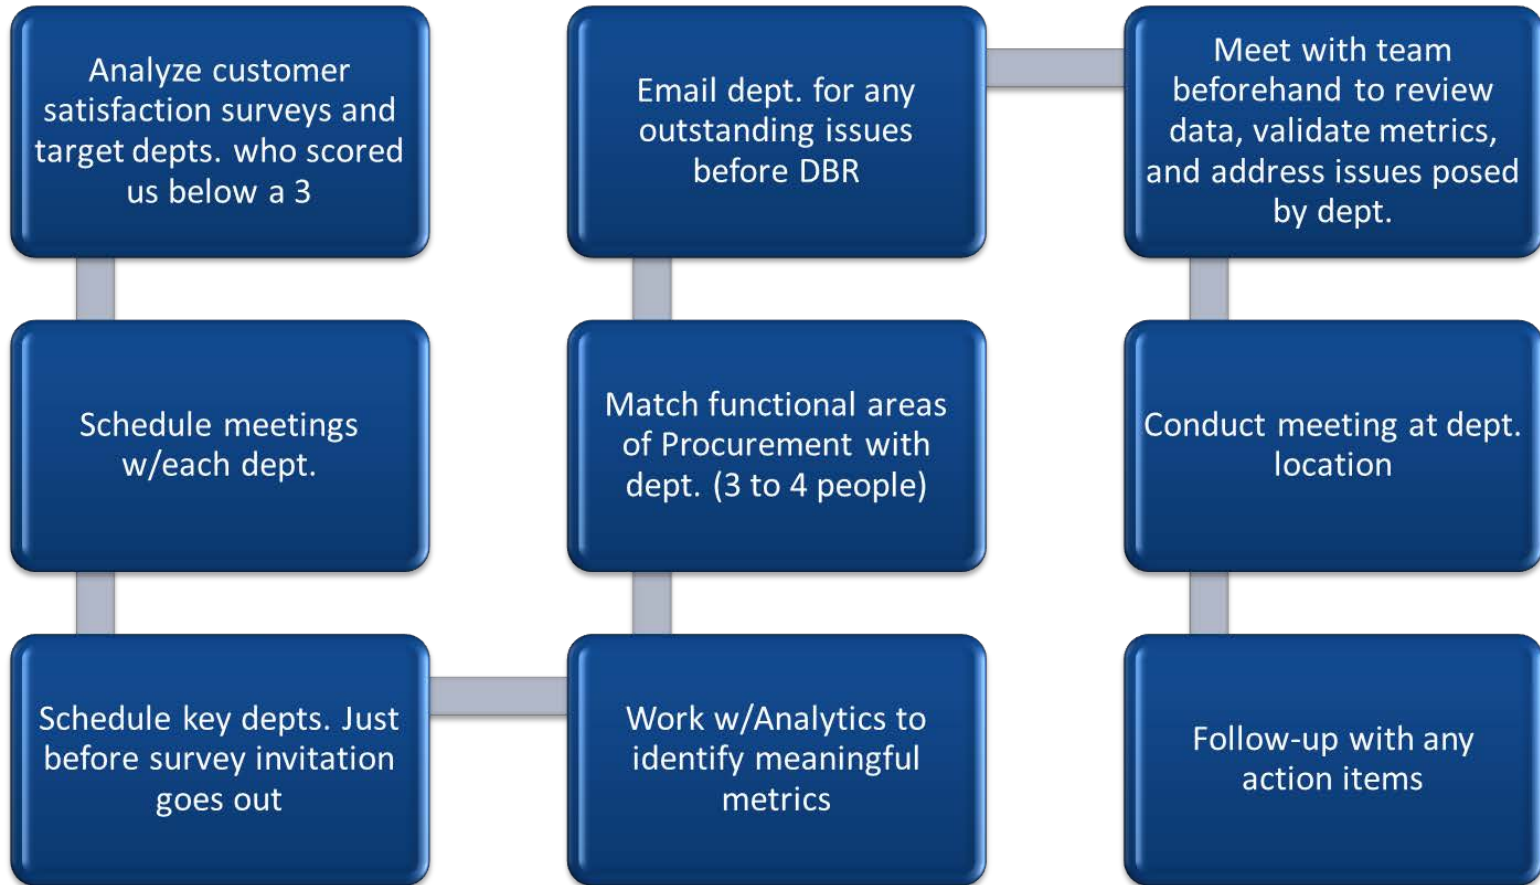 Analyze customer
satisfaction surveys and
target depts. who scored
us below a 3
Schedule meetings
w/each dept.
Schedule key depts. Just
before survey invitation
goes out
Work w/Analytics to
identify meaningful
metrics
Match functional areas
of Procurement with
dept. (3 to 4 people)
Email dept. for any
outstanding issues
before DBR
Meet with team
beforehand to review
data, validate metrics,
and address issues posed
by dept.
Conduct meeting at dept.
location
Follow-up with any
action items